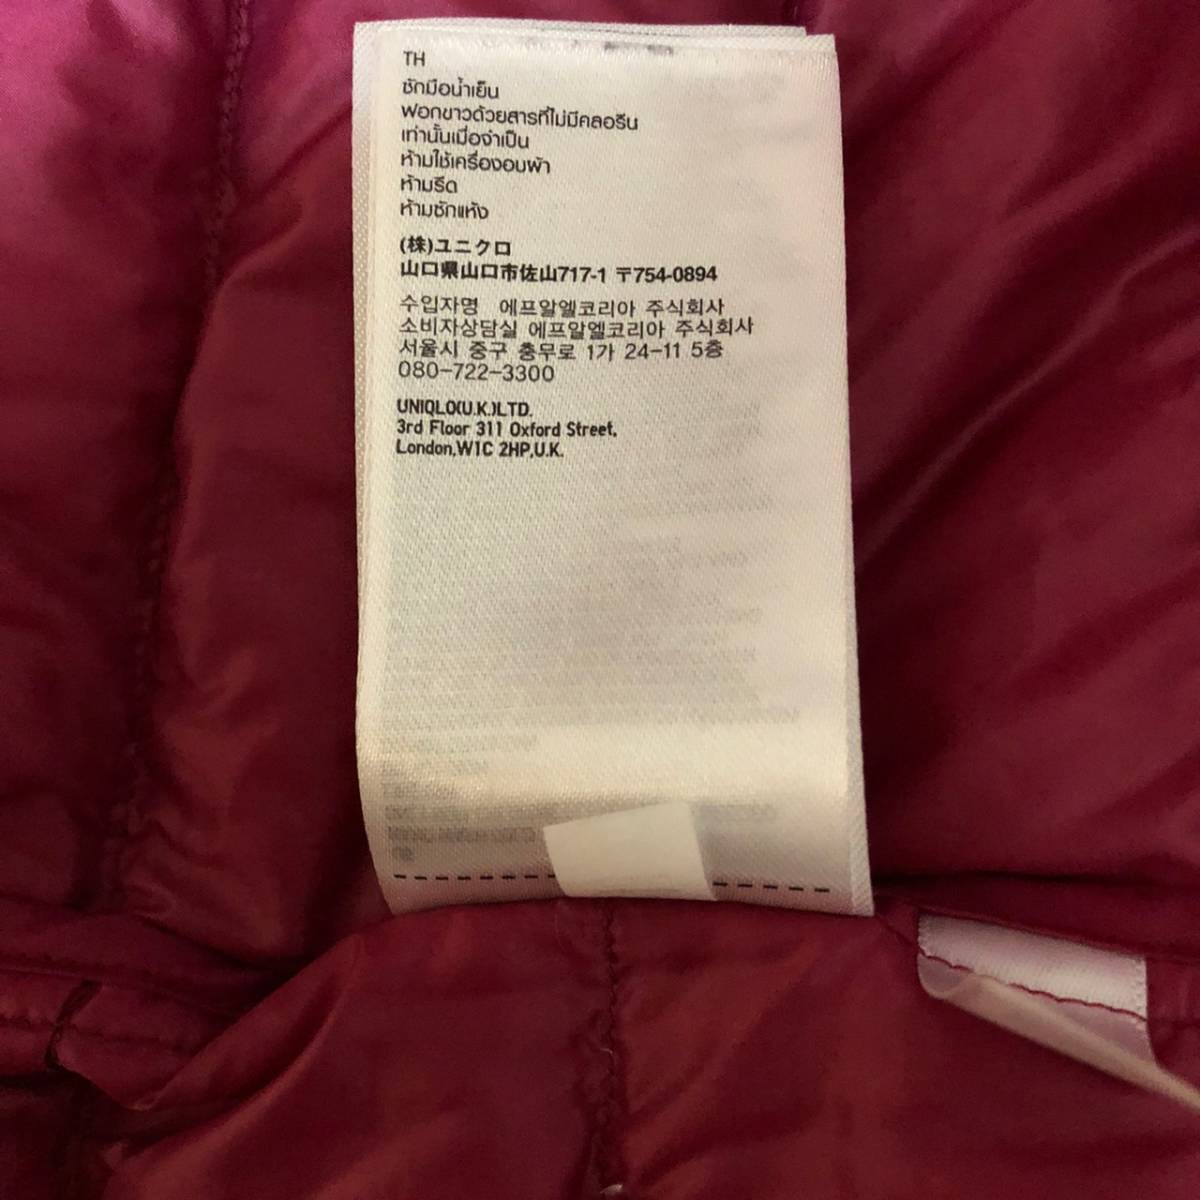 TH
ซักมือน้ำเย็น
ฟอกขาวด้วยสารที่ไม่มีคลอรีน
เท่านั้นเมื่อจำเป็น
ห้ามใช้เครื่องอบผ้า
ห้ามรีด
ห้ามซักแห้ง
(株)ユニクロ
山口県山口市佐山717-1 〒754-0894
수입자명 에프알엘코리아 주식회사
소비자상담실 에프알엘코리아 주식회사
서울시 중구 충무로 1가 24-11 5층
080-722-3300
UNIQLO(U.K.)LTD.
3rd Floor 311 Oxford Street,
London,W1C 2HP,U.K.